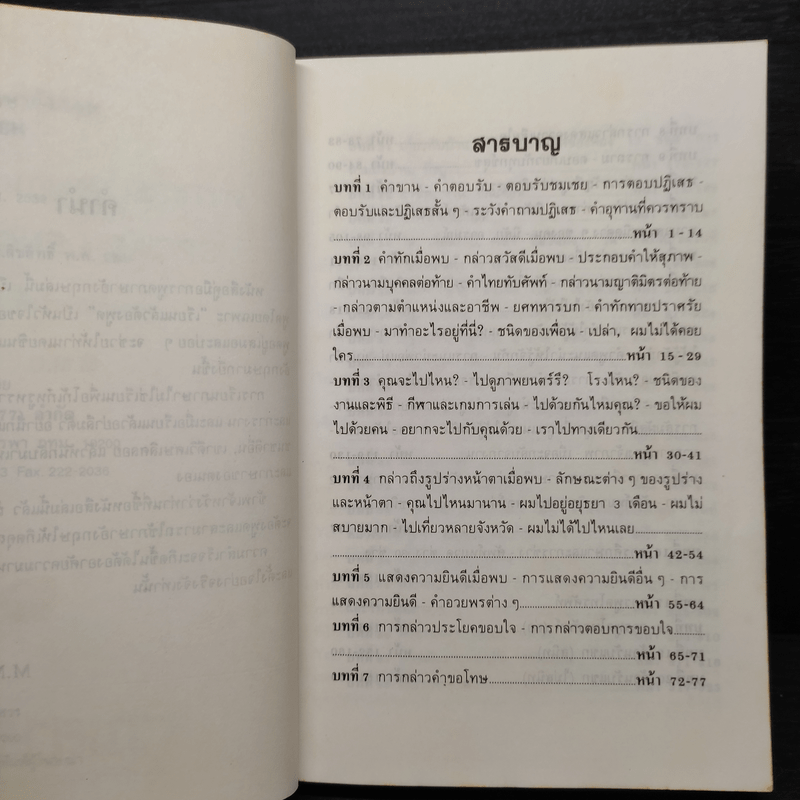 สารบาญ
บทที่ 1 คำขาน - คำตอบรับ - ตอบรับชมเชย - การตอบปฏิเสธ -
ตอบรับและปฏิเสธสั้น ๆ - ระวังคำถามปฏิเสธ - คำอุทานที่ควรทราบ
หน้า 1 - 14
บทที่ 2 คำทักเมื่อพบ - กล่าวสวัสดีเมื่อพบ - ประกอบคำให้สุภาพ -
กล่าวนามบุคคลต่อท้าย - คำไทยทับศัพท์ - กล่าวนามญาติมิตรต่อท้าย
- กล่าวตามตำแหน่งและอาชีพ - ยศทหารบก - คำทักทายปราศรัย
เมื่อพบ - มาทำอะไรอยู่ที่นี่? - ชนิดของเพื่อน - เปล่า, ผมไม่ได้คอย
ใคร หน้า 15 - 29
บทที่ 3 คุณจะไปไหน? - ไปดูภาพยนตร์รึ? โรงไหน? - ชนิดของ
งานและพิธี - กีฬาและเกมการเล่น - ไปด้วยกันไหมคุณ? - ขอให้ผม
ไปด้วยคน - อยากจะไปกับคุณด้วย - เราไปทางเดียวกัน
หน้า 30-41
บทที่ 4 กล่าวถึงรูปร่างหน้าตาเมื่อพบ - ลักษณะต่าง ๆ ของรูปร่าง
และหน้าตา - คุณไปไหนมานาน - ผมไปอยู่อยุธยา 3 เดือน - ผมไม่
สบายมาก - ไปเที่ยวหลายจังหวัด - ผมไม่ได้ไปไหนเลย
หน้า 42-54
บทที่ 5 แสดงความยินดีเมื่อพบ - การแสดงความยินดีอื่น ๆ - การ
แสดงความยินดี - คำอวยพรต่าง ๆ หน้า 55-64
บทที่ 6 การกล่าวประโยคขอบใจ - การกล่าวตอบการขอบใจ
หน้า 65-71
บทที่ 7 การกล่าวคำขอโทษ หน้า 72-77